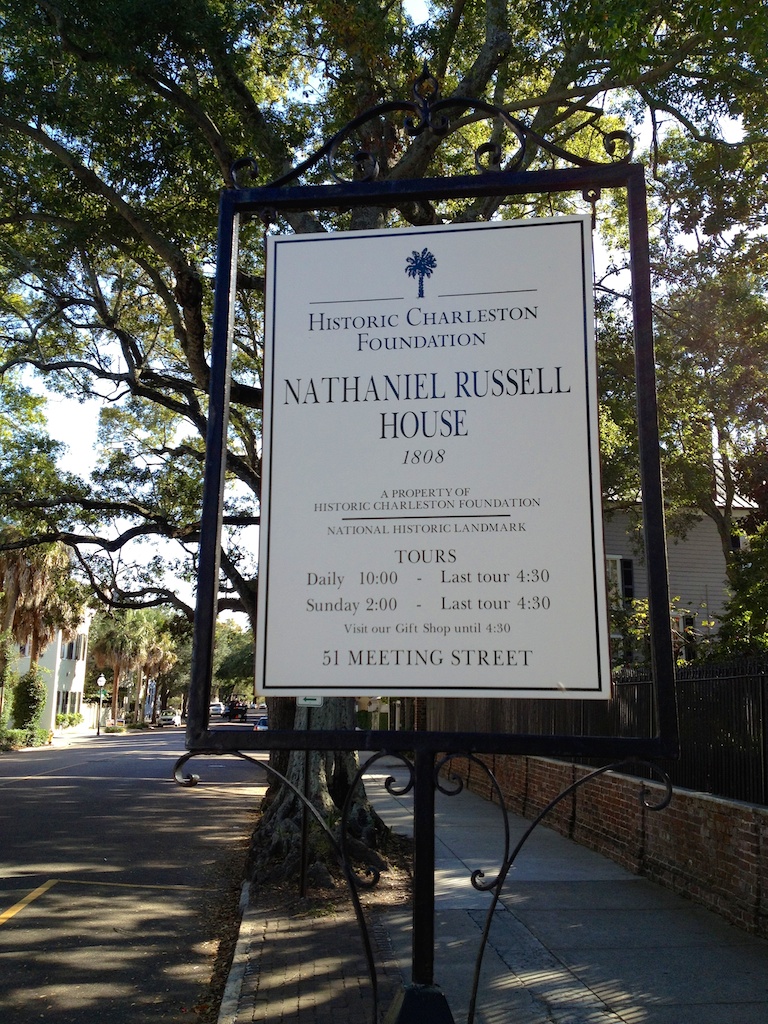 HISTORIC CHARLESTON
FOUNDATION
NATHANIEL RUSSELL
HOUSE
1808
A PROPERTY OF
HISTORIC CHARLESTON FOUNDATION
NATIONAL HISTORIC LANDMARK
TOURS
Daily 10:00 - Last tour 4:30
Sunday 2:00 - Last tour 4:30
Visit our Gift Shop until 4:30
51 MEETING STREET